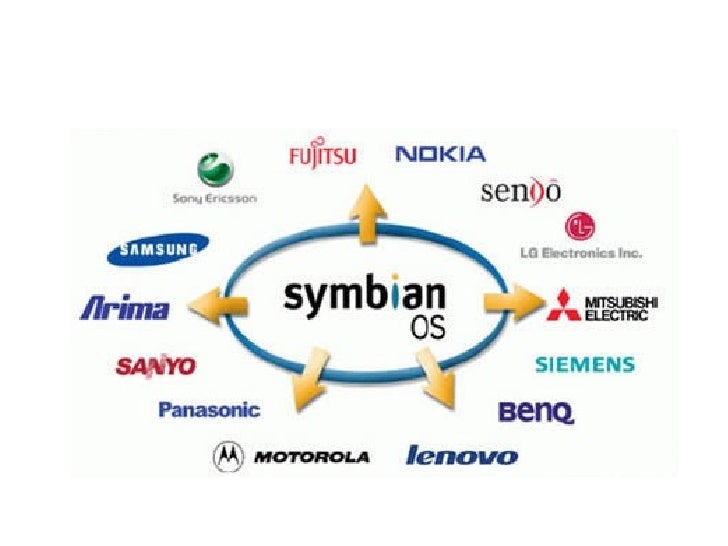 FUJITSU
NOKIA
Sony Ericsson
sendo
SAMSUNG
LG
LG Electronics Inc.
symbian
OS
Arima
MITSUBISHI
ELECTRIC
SANYO
SIEMENS
Panasonic
BenQ
MOTOROLA
lenovo